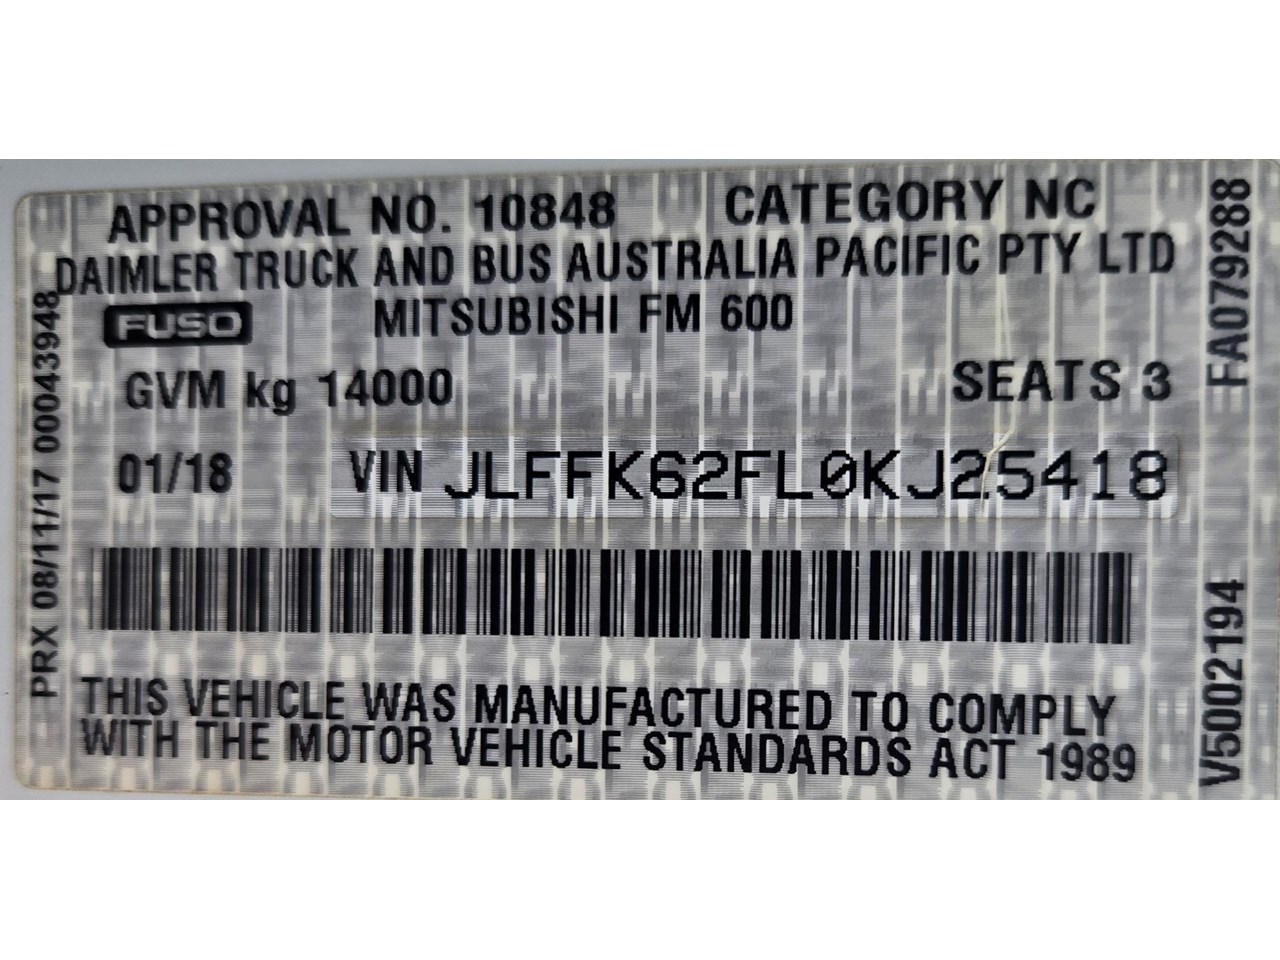 APPROVAL NO. 10848 CATEGORY NC
DAIMLER TRUCK AND BUS AUSTRALIA PACIFIC PTY LTD
FUSO MITSUBISHI FM 600
GVM kg 14000 SEATS 3
01/18 VIN JLFFK62FL0KJ25418
THIS VEHICLE WAS MANUFACTURED TO COMPLY
WITH THE MOTOR VEHICLE STANDARDS ACT 1989
PRX 08/11/17 00043948
V5002194 FA079288